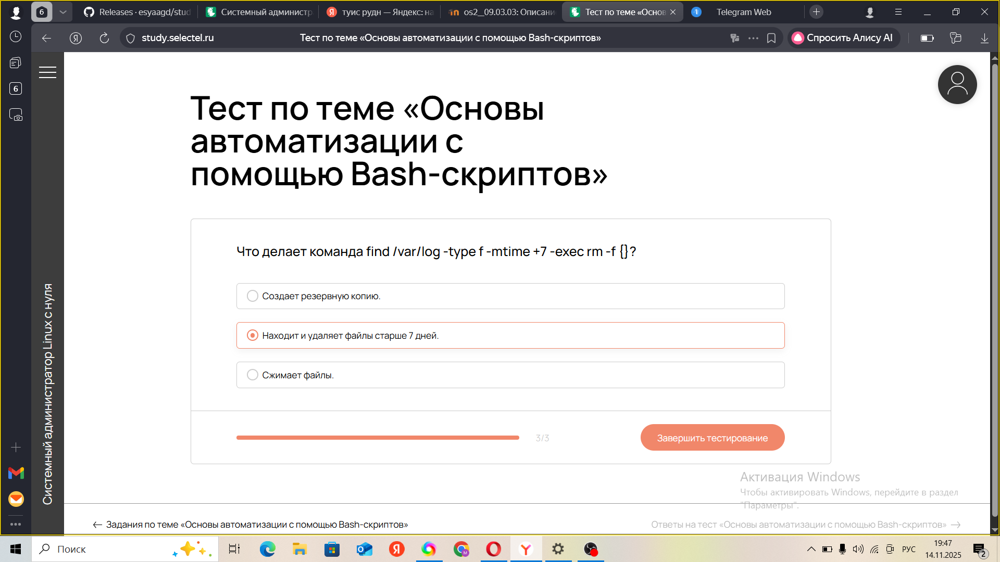 6
Releases · esyaagd/stud
Системный администр
туис рудн — Яндекс: на
os2__09.03.03: Описани
Тест по теме «Основ
1
Telegram Web
study.selectel.ru
Тест по теме «Основы автоматизации с помощью Bash-скриптов»
Спросить Алису AI
6
Системный администратор Linux с нуля
Тест по теме «Основы
автоматизации с
помощью Bash-скриптов»
Что делает команда find /var/log -type f -mtime +7 -exec rm -f {}?
Создает резервную копию.
Находит и удаляет файлы старше 7 дней.
Сжимает файлы.
3/3
Завершить тестирование
Активация Windows
Чтобы активировать Windows, перейдите в раздел
"Параметры".
← Задания по теме «Основы автоматизации с помощью Bash-скриптов»
Ответы на тест «Основы автоматизации с помощью Bash-скриптов» →
Поиск
РУС
19:47
14.11.2025
2